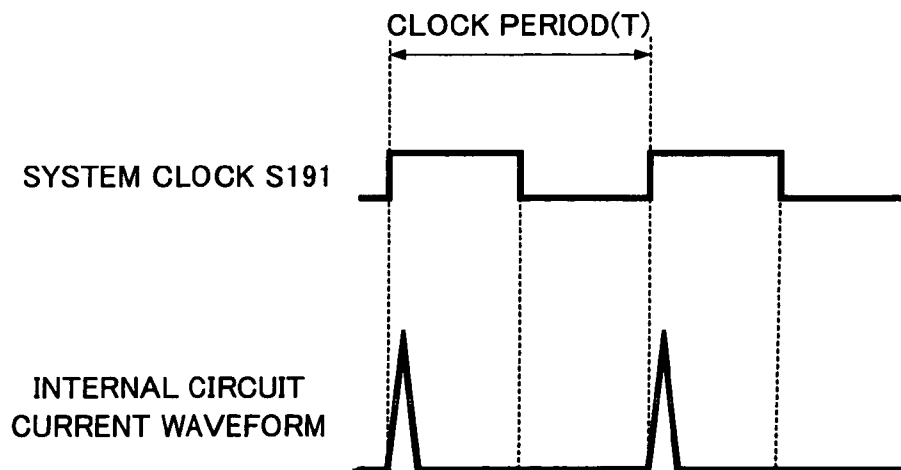 CLOCK PERIOD(T)
SYSTEM CLOCK S191
INTERNAL CIRCUIT
CURRENT WAVEFORM